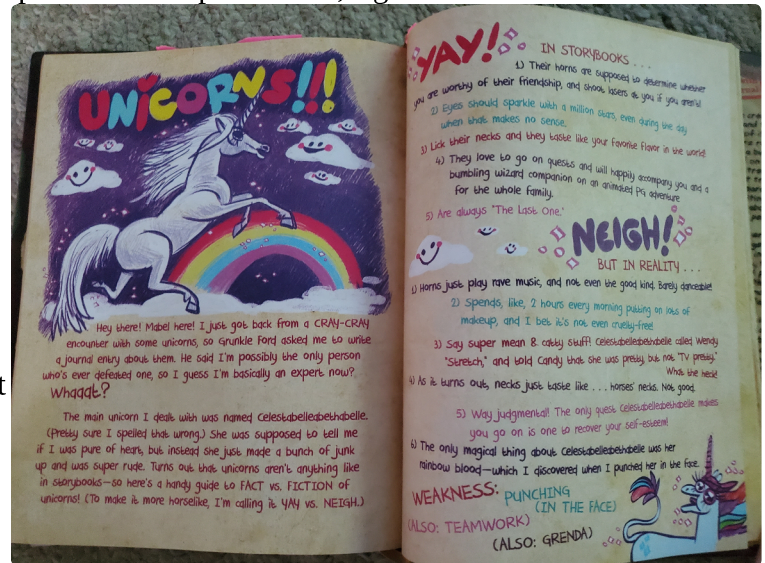 UNICORNS!!!
Hey there! Mabel here! I just got back from a CRAY-CRAY
encounter with some unicorns, so Grunkle Ford asked me to write
a journal entry about them. He said I'm possibly the only person
who's ever defeated one, so I guess I'm basically an expert now?
Whaaat?
The main unicorn I dealt with was named Celestabelleabethabelle.
(Pretty sure I spelled that wrong.) She was supposed to tell me
if I was pure of heart, but instead she just made a bunch of junk
up and was super rude. Turns out that unicorns aren't anything like
in storybooks—so here's a handy guide to FACT vs. FICTION of
unicorns! (To make it more horselike, I'm calling it YAY vs. NEIGH.)
YAY!
IN STORYBOOKS . . .
1) Their horns are supposed to determine whether
you are worthy of their friendship, and shoot lasers at you if you aren't!
2) Eyes should sparkle with a million stars, even during the day
when that makes no sense.
3) Lick their necks and they taste like your favorite flavor in the world!
4) They love to go on quests and will happily accompany you and a
bumbling wizard companion on an animated PG adventure
for the whole family.
5) Are always "The Last One."
NEIGH!
BUT IN REALITY . . .
1) Horns just play rave music, and not even the good kind. Barely danceable!
2) Spends, like, 2 hours every morning putting on lots of
makeup, and I bet it's not even cruelty-free!
3) Say super mean & catty stuff! Celestabelleabethabelle called Wendy
"Stretch," and told Candy that she was pretty, but not "TV pretty."
What the heck!
4) As it turns out, necks just taste like . . . horses' necks. Not good.
5) Way judgmental! The only quest Celestabelleabethabelle makes
you go on is one to recover your self-esteem!
6) The only magical thing about Celestabelleabethabelle was her
rainbow blood—which I discovered when I punched her in the face.
WEAKNESS: PUNCHING
(IN THE FACE)
(ALSO: TEAMWORK)
(ALSO: GRENDA)